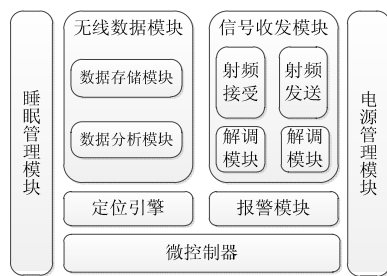 睡眠管理模块
无线数据模块
数据存储模块
数据分析模块
信号收发模块
射频
接受
射频
发送
解调
模块
解调
模块
电源管理模块
定位引擎
报警模块
微控制器